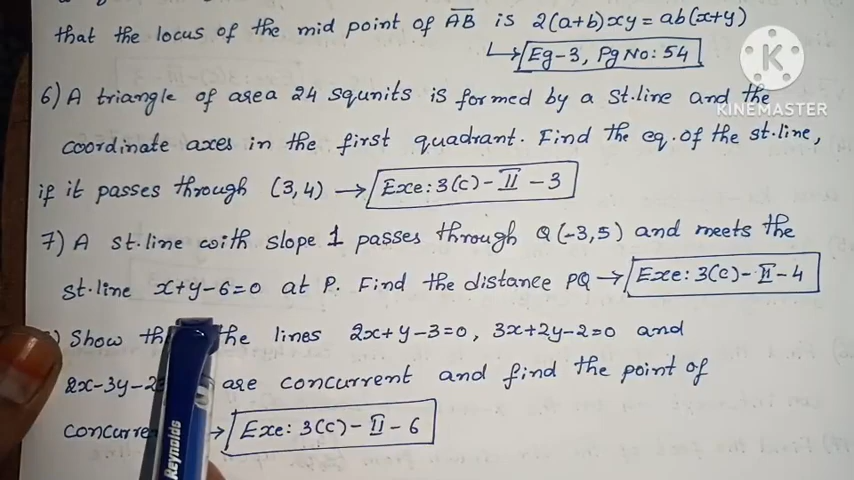 that the locus of the mid point of AB is 2(a+b)xy = ab(x+y)
↳ Eg-3, Pg No: 54
KINEMASTER
6) A triangle of area 24 squnits is formed by a st.line and the
coordinate axes in the first quadrant. Find the eq. of the st.line,
if it passes through (3,4) → Exe: 3(c) - II - 3
7) A st.line with slope 1 passes through Q(-3,5) and meets the
st.line x+y-6=0 at P. Find the distance PQ → Exe: 3(c) - II - 4
) Show the lines 2x+y-3=0, 3x+2y-2=0 and
2x-3y-2 are concurrent and find the point of
→ Exe: 3(c) - II - 6